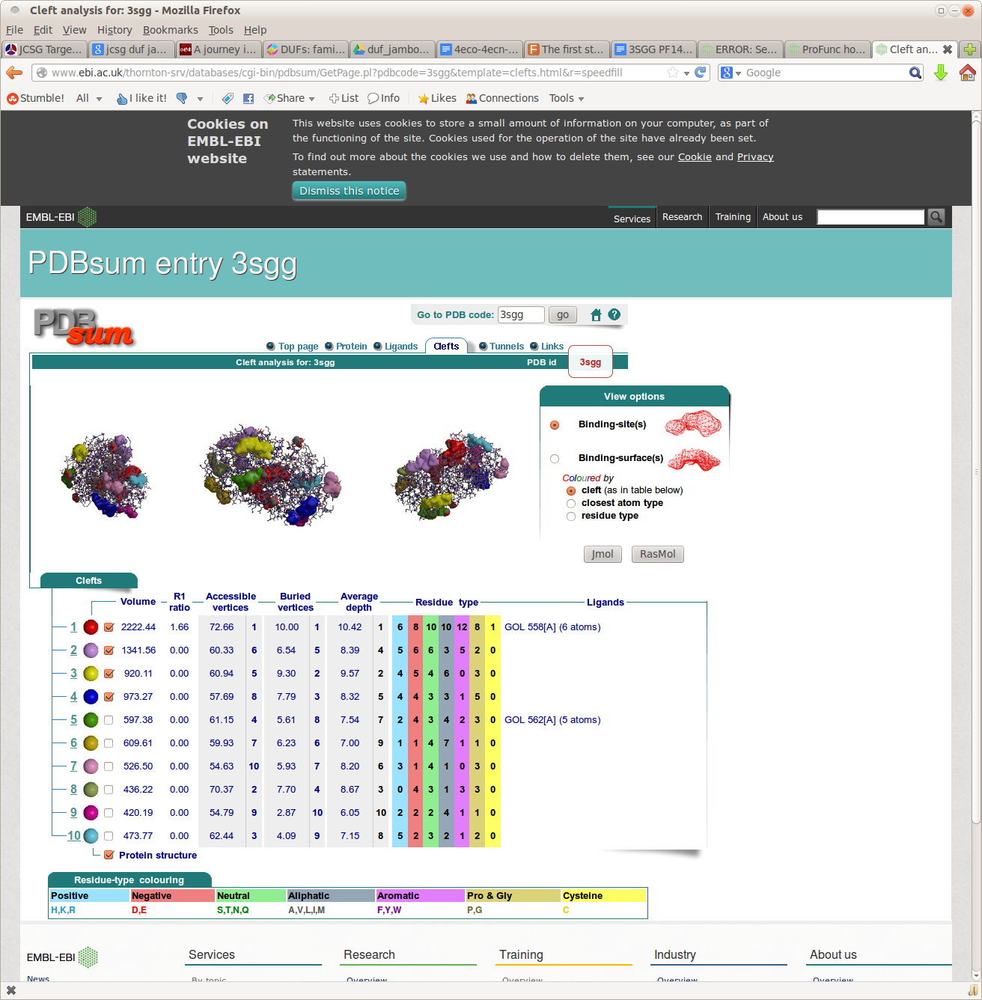 Cleft analysis for: 3sgg - Mozilla Firefox
File Edit View History Bookmarks Tools Help
JCSG Targe... jcsg duf ja... A journey i... DUFs: fami... duf_jambo... 4eco-4ecn-... The first st... 3SGG PF14... ERROR: Se... ProFunc ho... Cleft an...
www.ebi.ac.uk/thornton-srv/databases/cgi-bin/pdbsum/GetPage.pl?pdbcode=3sgg&template=clefts.html&r=speedfill Google
Stumble! All I like it! Share List Info Likes Connections Tools
Cookies on EMBL-EBI website
This website uses cookies to store a small amount of information on your computer, as part of
the functioning of the site. Cookies used for the operation of the site have already been set.
To find out more about the cookies we use and how to delete them, see our Cookie and Privacy
statements.
Dismiss this notice
EMBL-EBI Services Research Training About us
PDBsum entry 3sgg
PDB sum
Go to PDB code: 3sgg go
Top page Protein Ligands Clefts Tunnels Links
Cleft analysis for: 3sgg PDB id 3sgg
View options
Binding-site(s)
Binding-surface(s)
Coloured by
cleft (as in table below)
closest atom type
residue type
Jmol RasMol
Clefts
Volume R1 ratio Accessible vertices Buried vertices Average depth Residue type Ligands
1 2222.44 1.66 72.66 1 10.00 1 10.42 1 6 8 10 10 12 8 1 GOL 558[A] (6 atoms)
2 1341.56 0.00 60.33 6 6.54 5 8.39 4 5 6 6 3 5 2 0
3 920.11 0.00 60.94 5 9.30 2 9.57 2 4 5 4 6 0 3 0
4 973.27 0.00 57.69 8 7.79 3 8.32 5 4 4 3 3 1 5 0
5 597.38 0.00 61.15 4 5.61 8 7.54 7 2 4 3 4 2 3 0 GOL 562[A] (5 atoms)
6 609.61 0.00 59.93 7 6.23 6 7.00 9 1 1 4 7 1 1 0
7 526.50 0.00 54.63 10 5.93 7 8.20 6 3 1 4 1 0 3 0
8 436.22 0.00 70.37 2 7.70 4 8.67 3 0 4 3 1 3 3 0
9 420.19 0.00 54.79 9 2.87 10 6.05 10 2 2 2 4 1 1 0
10 473.77 0.00 62.44 3 4.09 9 7.15 8 5 2 3 2 1 2 0
Protein structure
Residue-type colouring
Positive Negative Neutral Aliphatic Aromatic Pro & Gly Cysteine
H,K,R D,E S,T,N,Q A,V,L,I,M F,Y,W P,G C
EMBL-EBI Services Research Training Industry About us
News By topic Overview Overview Overview Overview